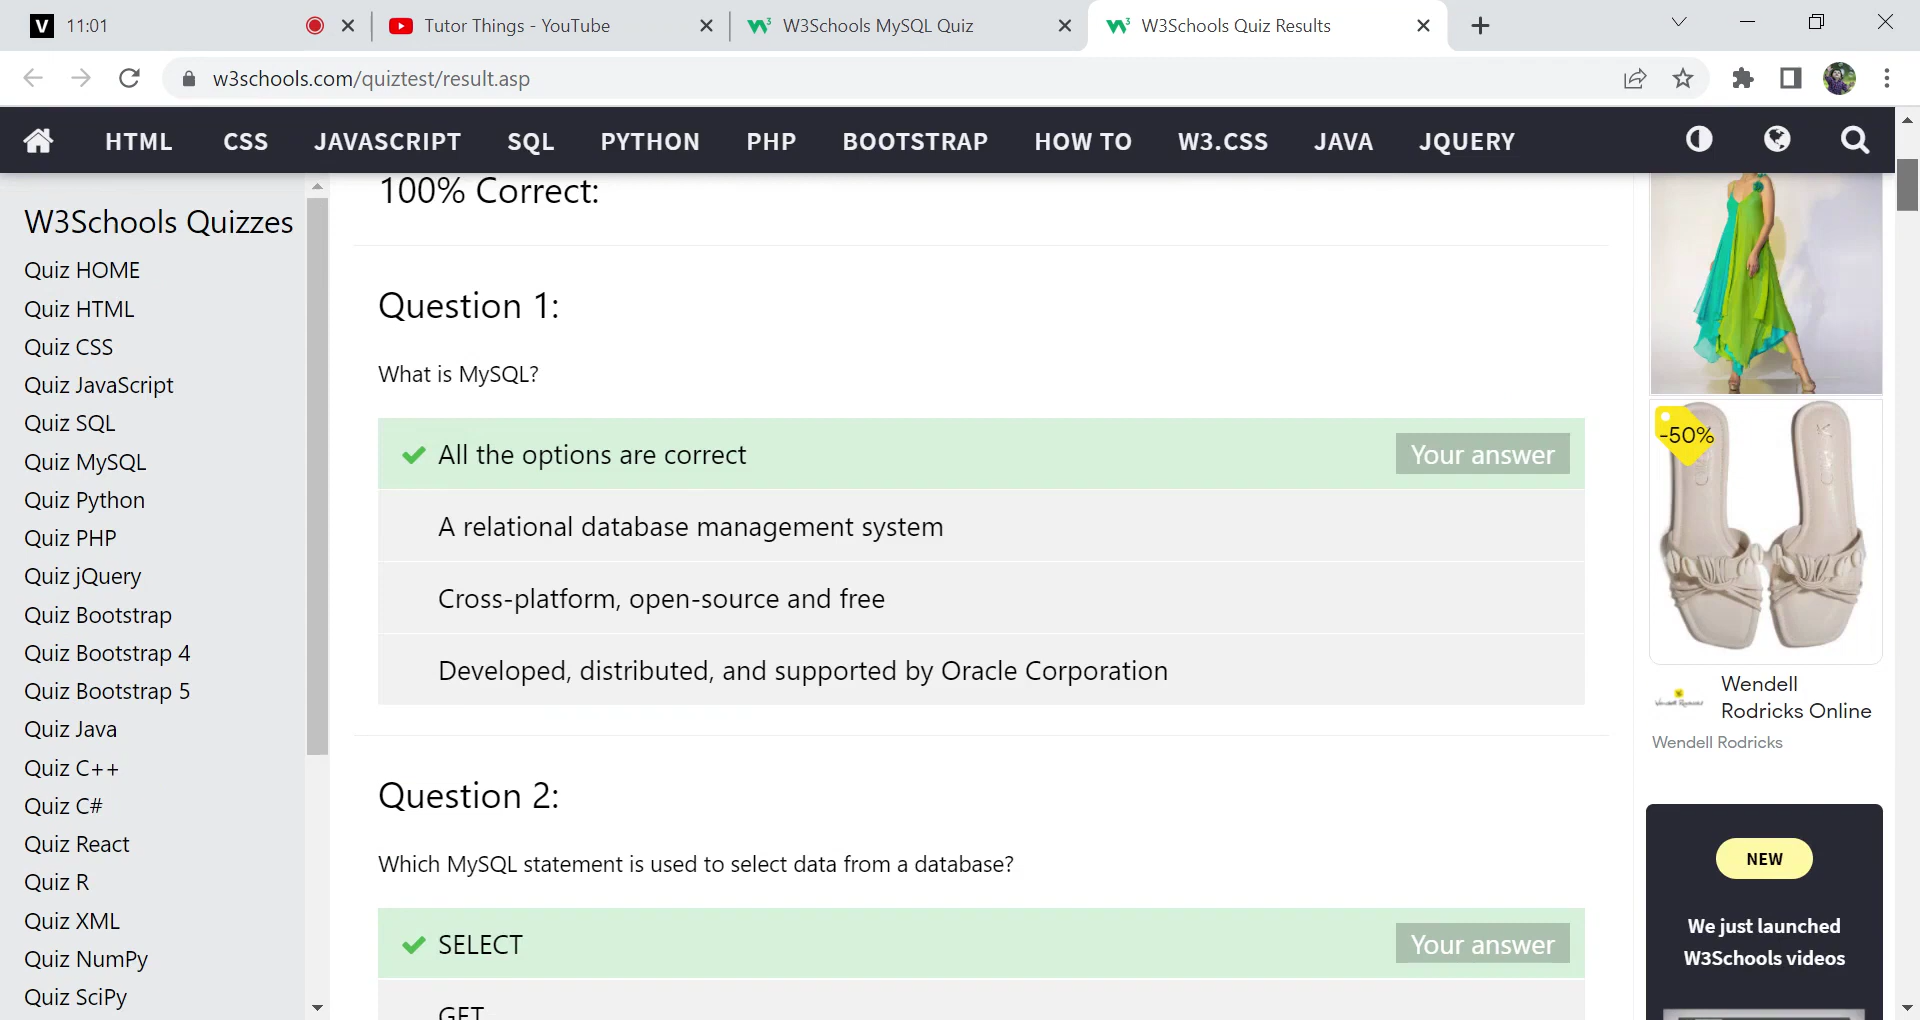 11:01
Tutor Things - YouTube
W3Schools MySQL Quiz
W3Schools Quiz Results
w3schools.com/quiztest/result.asp
HTML CSS JAVASCRIPT SQL PYTHON PHP BOOTSTRAP HOW TO W3.CSS JAVA JQUERY
W3Schools Quizzes
Quiz HOME
Quiz HTML
Quiz CSS
Quiz JavaScript
Quiz SQL
Quiz MySQL
Quiz Python
Quiz PHP
Quiz jQuery
Quiz Bootstrap
Quiz Bootstrap 4
Quiz Bootstrap 5
Quiz Java
Quiz C++
Quiz C#
Quiz React
Quiz R
Quiz XML
Quiz NumPy
Quiz SciPy
100% Correct:
Question 1:
What is MySQL?
All the options are correct Your answer
A relational database management system
Cross-platform, open-source and free
Developed, distributed, and supported by Oracle Corporation
Question 2:
Which MySQL statement is used to select data from a database?
SELECT Your answer
GET
-50%
Wendell
Rodricks Online
Wendell Rodricks
NEW
We just launched
W3Schools videos